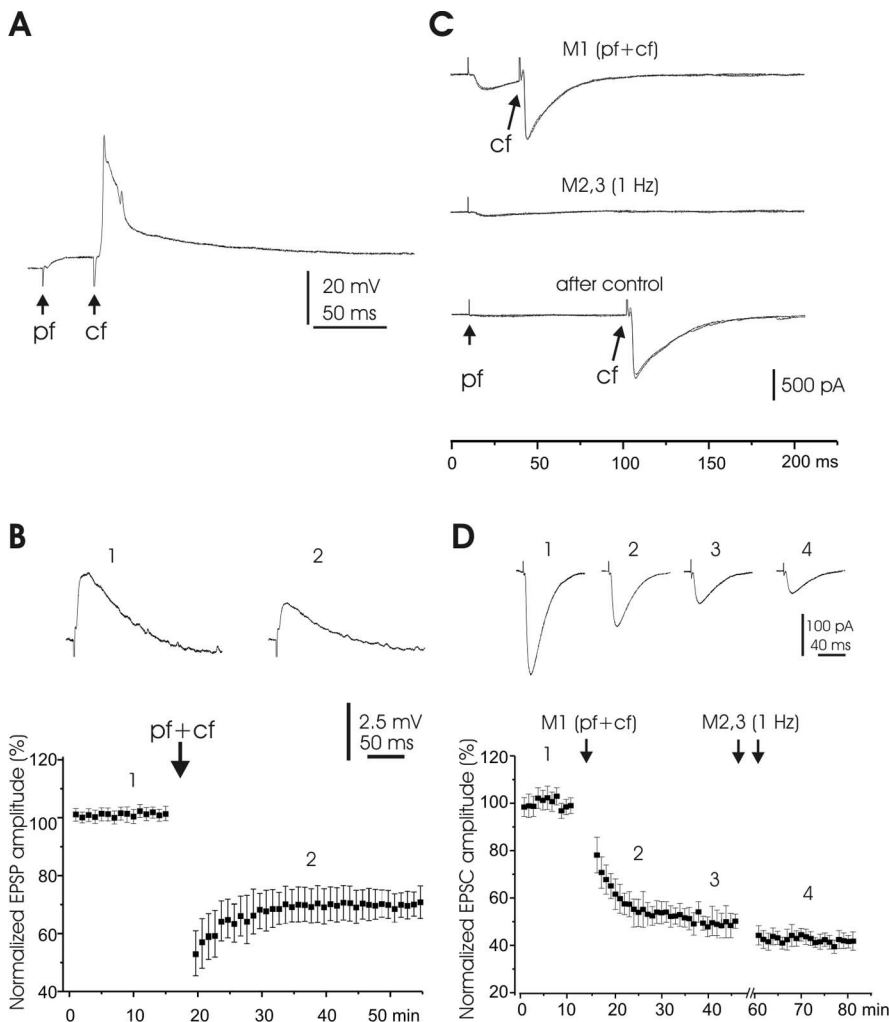 A
20 mV
50 ms
pf
cf
C
M1 (pf+cf)
cf
M2,3 (1 Hz)
after control
pf
cf
500 pA
0
50
100
150
200 ms
B
1
2
2.5 mV
50 ms
pf+cf
Normalized EPSP amplitude (%)
120
100
80
60
40
1
2
0
10
20
30
40
50 min
D
1
2
3
4
100 pA
40 ms
M1 (pf+cf)
M2,3 (1 Hz)
Normalized EPSC amplitude (%)
120
100
80
60
40
20
1
2
3
4
0
10
20
30
40
60
70
80 min